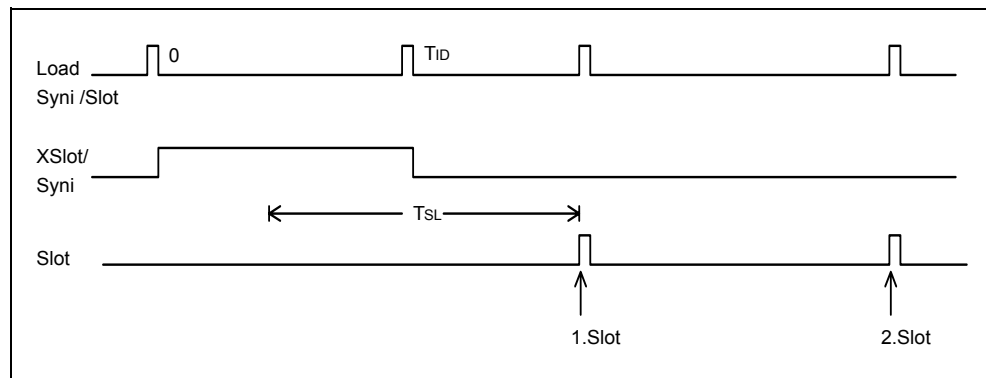 0
TID
Load
Syni /Slot
XSlot/
Syni
TSL
Slot
1.Slot
2.Slot